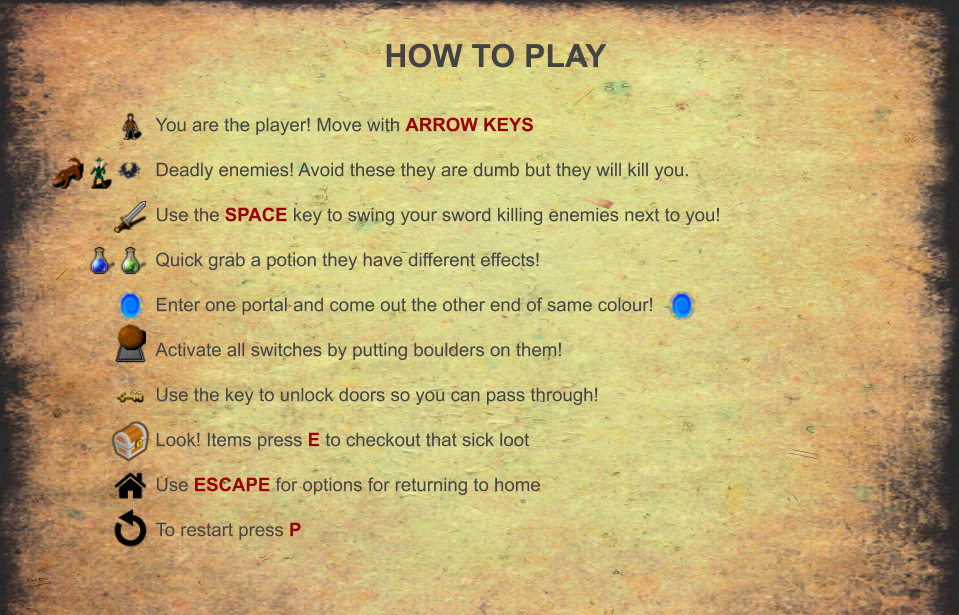 HOW TO PLAY
You are the player! Move with ARROW KEYS
Deadly enemies! Avoid these they are dumb but they will kill you.
Use the SPACE key to swing your sword killing enemies next to you!
Quick grab a potion they have different effects!
Enter one portal and come out the other end of same colour!
Activate all switches by putting boulders on them!
Use the key to unlock doors so you can pass through!
Look! Items press E to checkout that sick loot
Use ESCAPE for options for returning to home
To restart press P